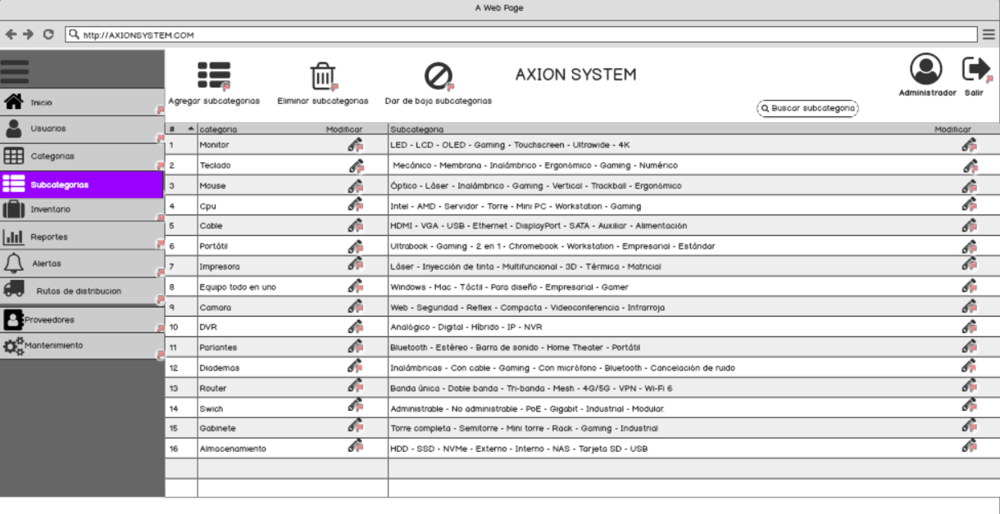 A Web Page
http://AXIONSYSTEM.COM
AXION SYSTEM
Administrador Salir
Agregar subcategorias Eliminar subcategorias Dar de baja subcategorias
Buscar subcategoria
Inicio
Usuarios
Categorias
Subcategorias
Inventario
Reportes
Alertas
Rutas de distribucion
Proveedores
Mantenimiento
# categoria Modificar Subcategoria Modificar
1 Monitor LED - LCD - OLED - Gaming - Touchscreen - Ultrawide - 4K
2 Teclado Mecánico - Membrana - Inalámbrico - Ergonómico - Gaming - Numérico
3 Mouse Óptico - Láser - Inalámbrico - Gaming - Vertical - Trackball - Ergonómico
4 Cpu Intel - AMD - Servidor - Torre - Mini PC - Workstation - Gaming
5 Cable HDMI - VGA - USB - Ethernet - DisplayPort - SATA - Auxiliar - Alimentación
6 Portátil Ultrabook - Gaming - 2 en 1 - Chromebook - Workstation - Empresarial - Estándar
7 Impresora Láser - Inyección de tinta - Multifuncional - 3D - Térmica - Matricial
8 Equipo todo en uno Windows - Mac - Táctil - Para diseño - Empresarial - Gamer
9 Camara Web - Seguridad - Reflex - Compacta - Videoconferencia - Infrarroja
10 DVR Analógico - Digital - Híbrido - IP - NVR
11 Parlantes Bluetooth - Estéreo - Barra de sonido - Home Theater - Portátil
12 Diademas Inalámbricas - Con cable - Gaming - Con micrófono - Bluetooth - Cancelación de ruido
13 Router Banda única - Doble banda - Tri-banda - Mesh - 4G/5G - VPN - Wi-Fi 6
14 Swich Administrable - No administrable - PoE - Gigabit - Industrial - Modular.
15 Gabinete Torre completa - Semitorre - Mini torre - Rack - Gaming - Industrial
16 Almacenamiento HDD - SSD - NVMe - Externo - Interno - NAS - Tarjeta SD - USB